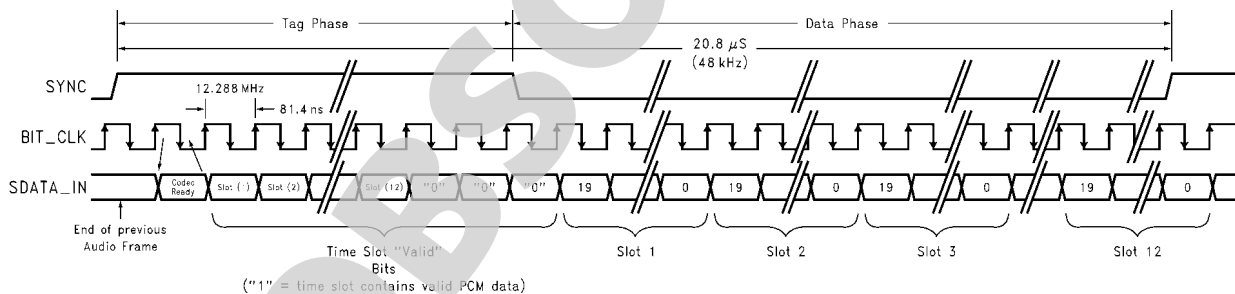 Tag Phase
Data Phase
20.8 µS
(48 kHz)
SYNC
12.288 MHz
81.4 ns
BIT_CLK
SDATA_IN
Codec
Ready
Slot (1)
Slot (2)
Slot (12)
"0"
"0"
"0"
19
0
19
0
19
0
19
0
End of previous
Audio Frame
Time Slot "Valid"
Bits
("1" = time slot contains valid PCM data)
Slot 1
Slot 2
Slot 3
Slot 12